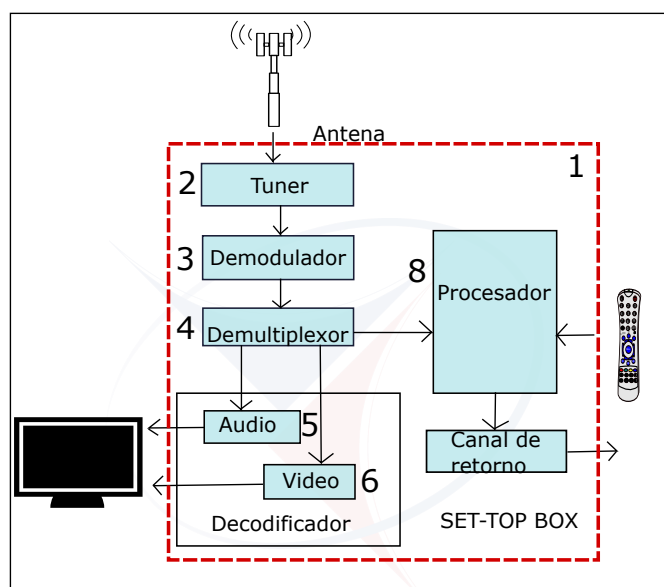 Antena
1
2
Tuner
3
Demodulador
8
Procesador
4
Demultiplexor
Audio
5
Canal de
retorno
Video
6
Decodificador
SET-TOP BOX